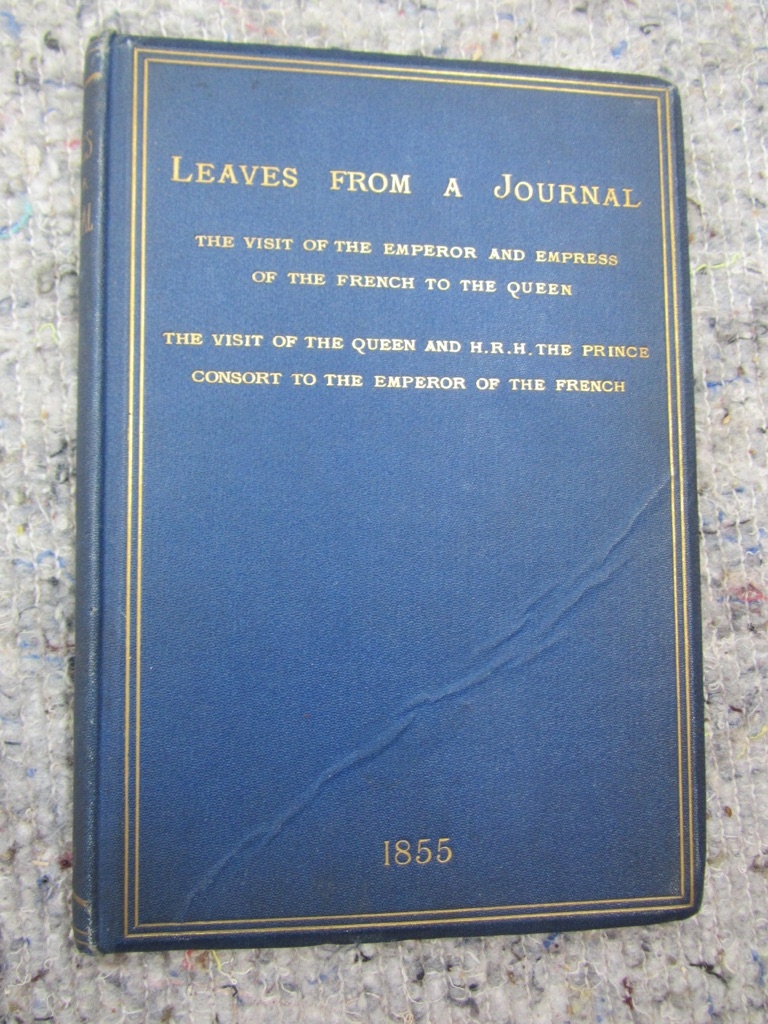 LEAVES FROM A JOURNAL
THE VISIT OF THE EMPEROR AND EMPRESS
OF THE FRENCH TO THE QUEEN
THE VISIT OF THE QUEEN AND H.R.H. THE PRINCE
CONSORT TO THE EMPEROR OF THE FRENCH
1855